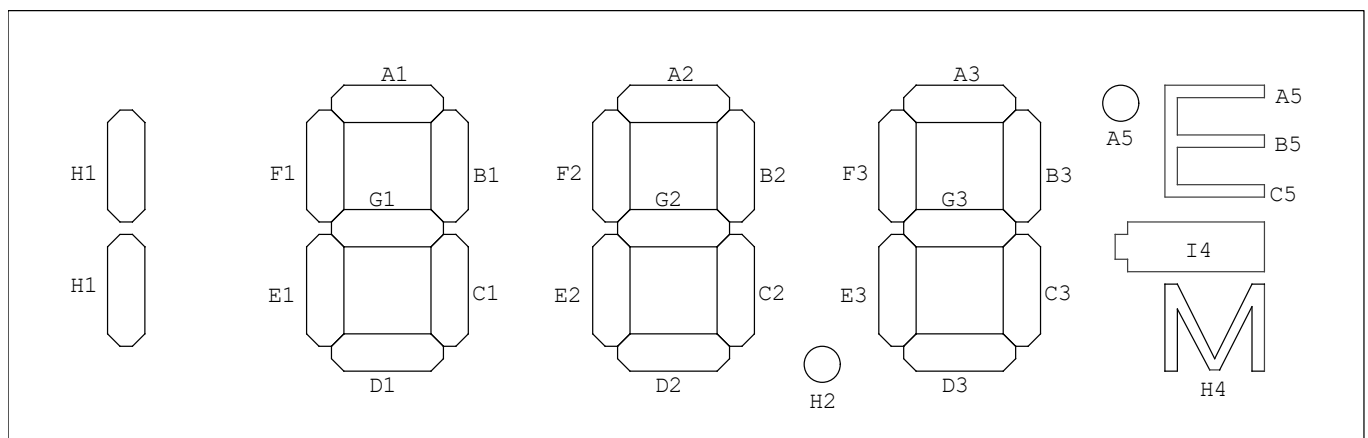 A1 A2 A3
A5
A5
H1 F1 B1 F2 B2 F3 B3 B5
G1 G2 G3 C5
I4
H1 E1 C1 E2 C2 E3 C3
D1 D2 D3 H4
H2